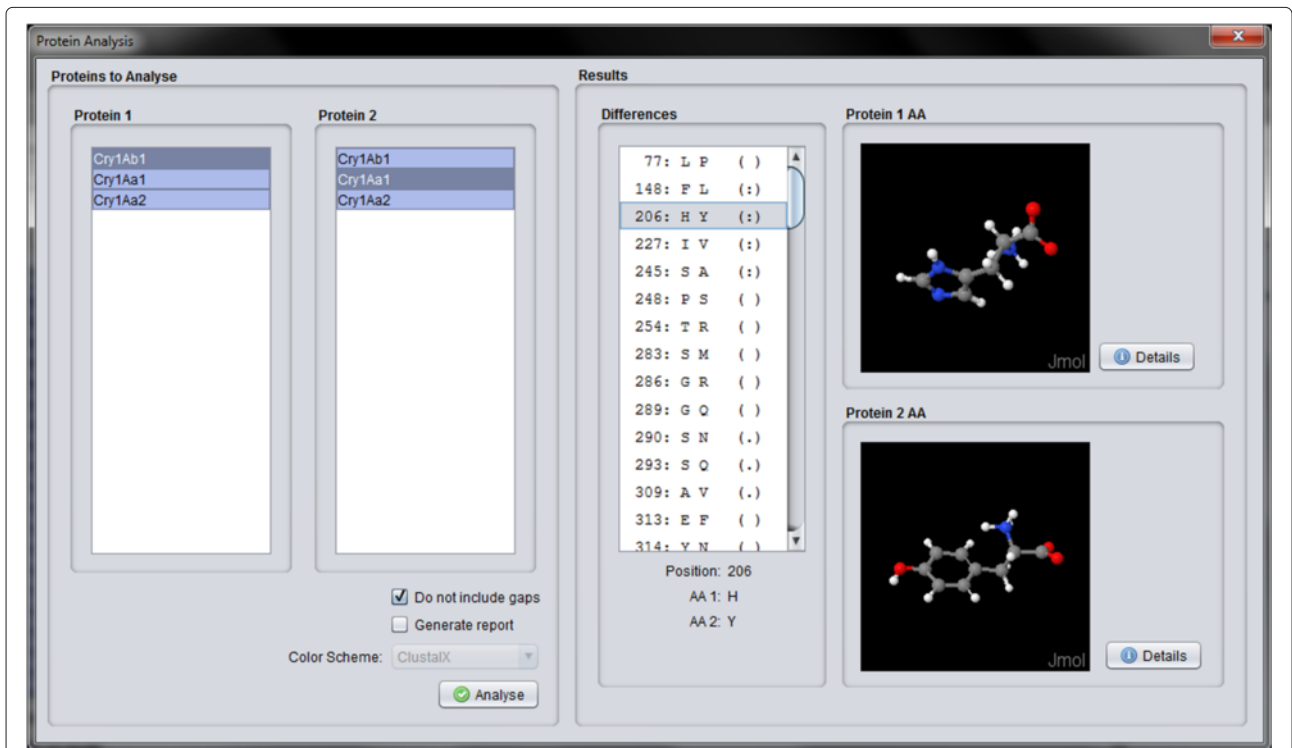 Protein Analysis
x
Proteins to Analyse
Results
Protein 1
Protein 2
Differences
Protein 1 AA
Cry1Ab1
Cry1Aa1
Cry1Aa2
Cry1Ab1
Cry1Aa1
Cry1Aa2
77: L P ( )
148: F L (:)
206: H Y (:)
227: I V (:)
245: S A (:)
248: P S ( )
254: T R ( )
283: S M ( )
286: G R ( )
289: G Q ( )
290: S N (.)
293: S Q (.)
309: A V (.)
313: E F ( )
314: Y N ( )
Jmol
Details
Protein 2 AA
Jmol
Details
Position: 206
AA 1: H
AA 2: Y
Do not include gaps
Generate report
Color Scheme: ClustalX
Analyse